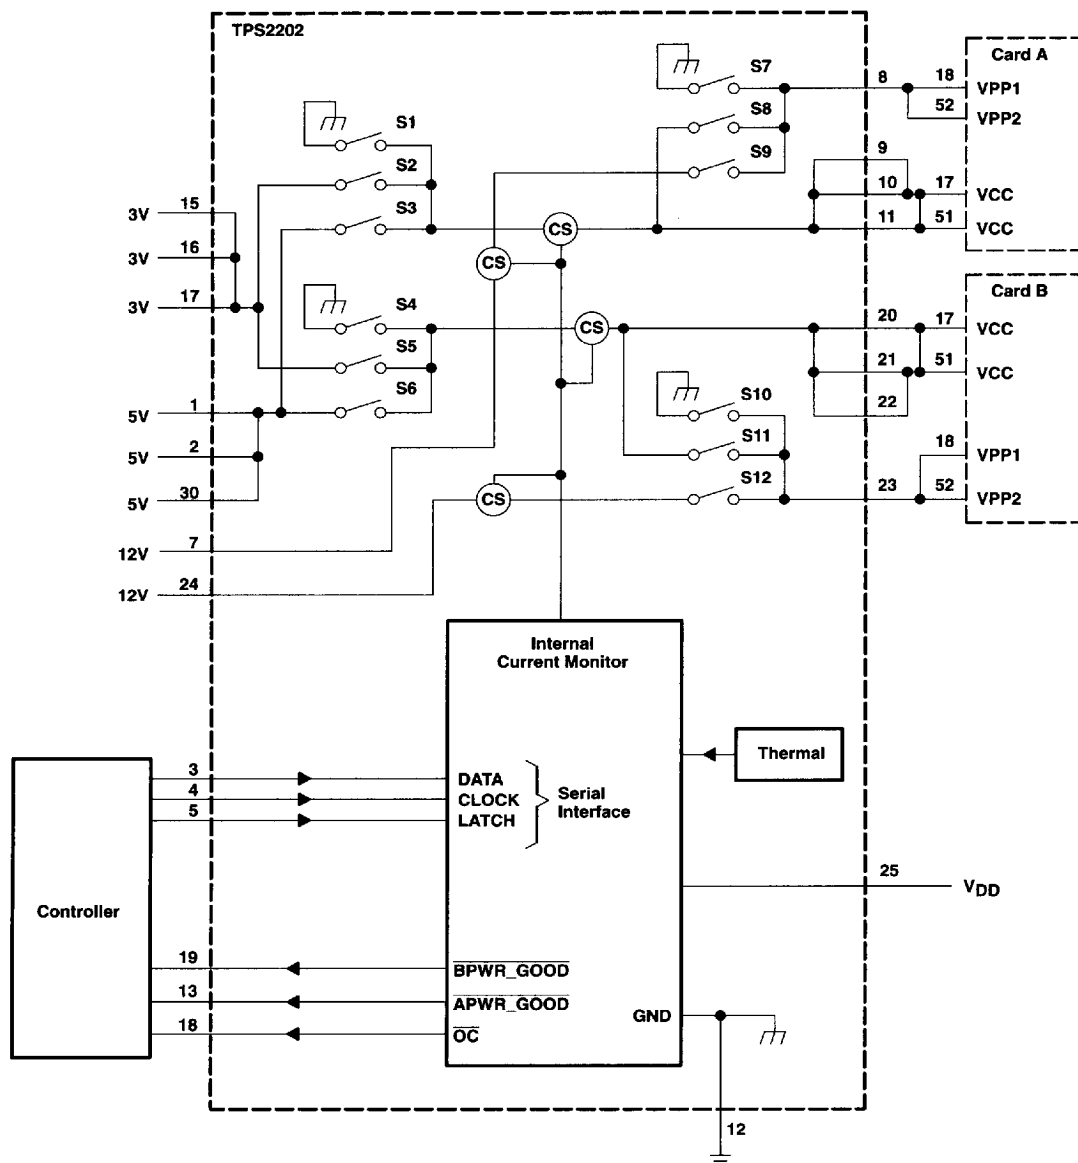 TPS2202
Card A
S7
8
18
VPP1
S8
52
VPP2
S1
S9
9
S2
10
17
VCC
15
3V
S3
CS
11
51
VCC
16
3V
CS
17
3V
Card B
S4
CS
20
17
VCC
S5
21
51
VCC
S6
S10
22
1
5V
S11
18
VPP1
2
5V
S12
30
5V
CS
23
52
VPP2
7
12V
24
12V
Internal
Current Monitor
Thermal
3
DATA
4
CLOCK
5
LATCH
Serial
Interface
25
VDD
Controller
19
BPWR_GOOD
13
APWR_GOOD
18
OC
GND
12